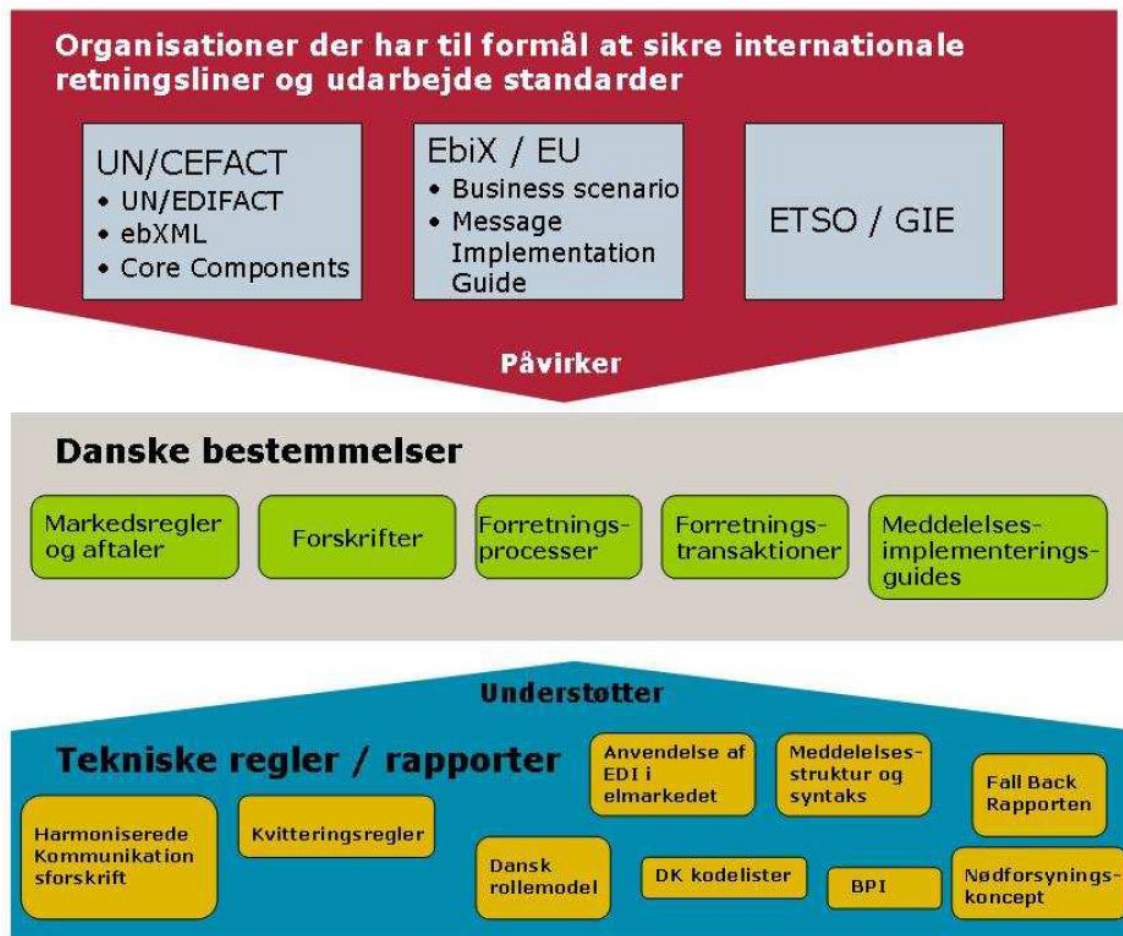 Organisationer der har til formål at sikre internationale
retningsliner og udarbejde standarder
UN/CEFACT
• UN/EDIFACT
• ebXML
• Core Components
EbiX / EU
• Business scenario
• Message
Implementation
Guide
ETSO / GIE
Påvirker
Danske bestemmelser
Markedsregler
og aftaler
Forskrifter
Forretnings-
processer
Forretnings-
transaktioner
Meddelelses-
implementerings-
guides
Understøtter
Tekniske regler / rapporter
Anvendelse af
EDI i
elmarkedet
Meddelelses-
struktur og
syntaks
Fall Back
Rapporten
Harmoniserede
Kommunikation
sforskrift
Kvitteringsregler
Dansk
rollemodel
DK kodelister
BPI
Nødforsynings-
koncept